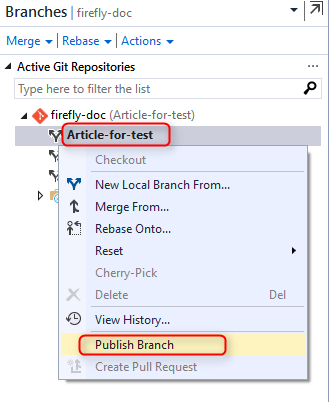 Branches | firefly-doc
Merge Rebase Actions
Active Git Repositories
Type here to filter the list
firefly-doc (Article-for-test)
Article-for-test
Checkout
New Local Branch From...
Merge From...
Rebase Onto...
Reset
Cherry-Pick
Delete Del
View History...
Publish Branch
Create Pull Request